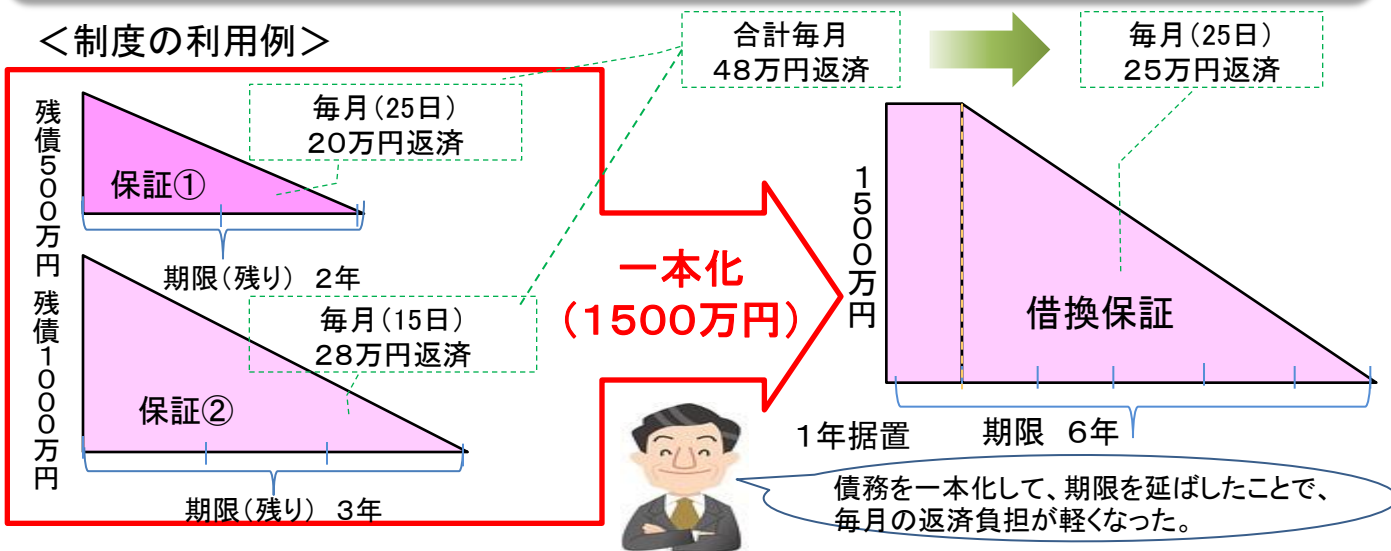 <制度の利用例>
合計毎月
48万円返済
毎月(25日)
25万円返済
残債500万円
毎月(25日)
20万円返済
保証①
期限(残り) 2年
残債1000万円
毎月(15日)
28万円返済
保証②
期限(残り) 3年
一本化
(1500万円)
1500万円
借換保証
1年据置
期限 6年
債務を一本化して、期限を延ばしたことで、
毎月の返済負担が軽くなった。